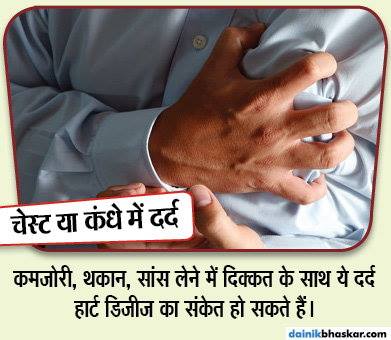 चेस्ट या कंधे में दर्द
कमजोरी, थकान, सांस लेने में दिक्कत के साथ ये दर्द
हार्ट डिजीज का संकेत हो सकते हैं।
dainikbhaskar.com